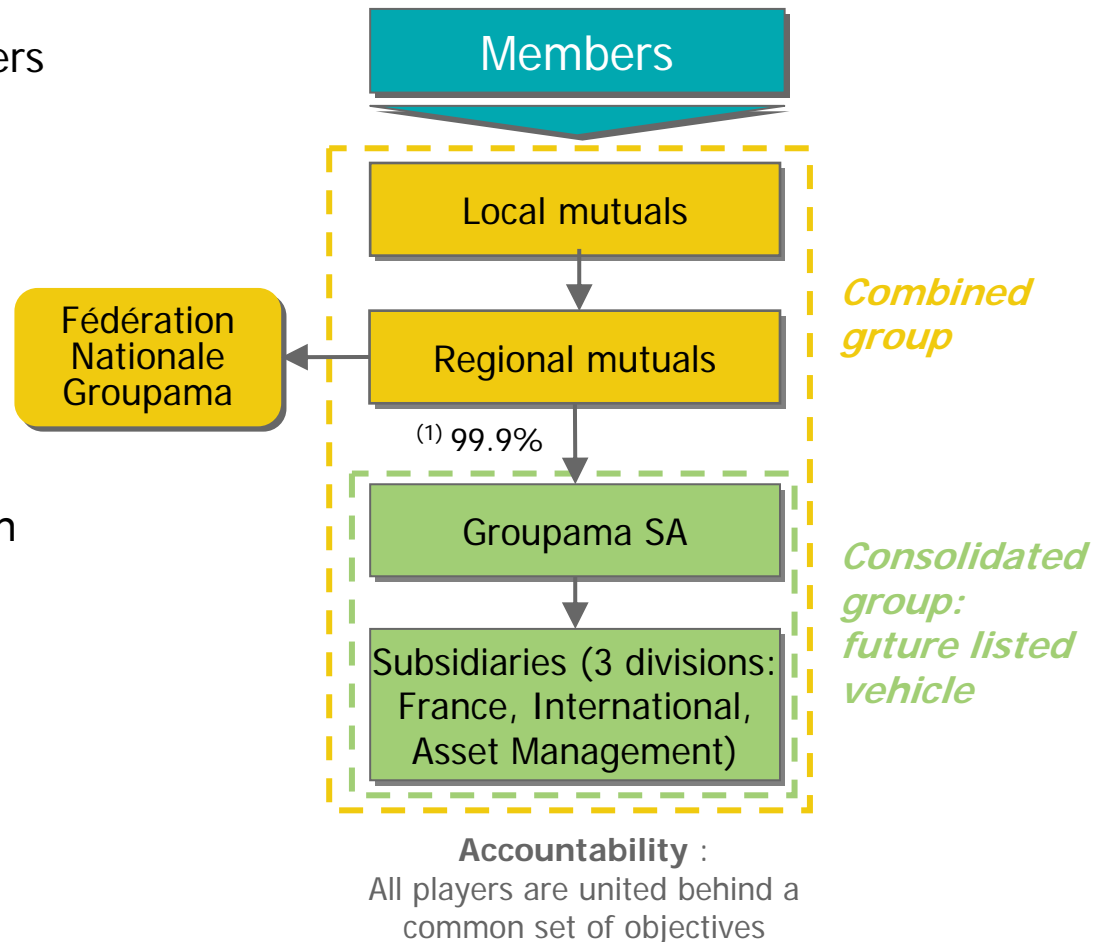 Members
Local mutuals
Fédération
Nationale
Groupama
Regional mutuals
Combined
group
(1) 99.9%
Groupama SA
Subsidiaries (3 divisions:
France, International,
Asset Management)
Consolidated
group:
future listed
vehicle
Accountability :
All players are united behind a
common set of objectives